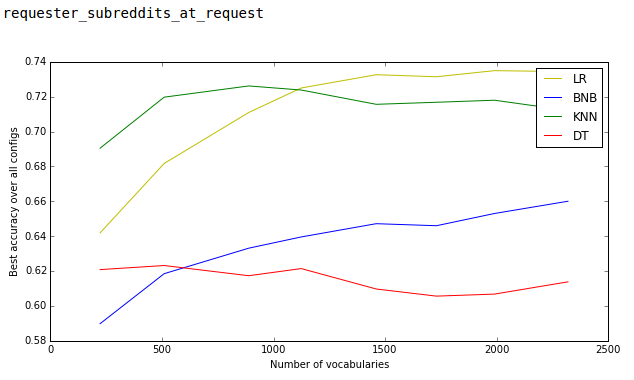 requester_subreddits_at_request
0.74
0.72
0.70
0.68
0.66
0.64
0.62
0.60
0.58
Best accuracy over all configs
LR
BNB
KNN
DT
0 500 1000 1500 2000 2500
Number of vocabularies